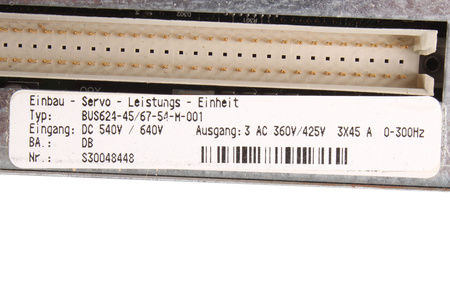 Einbau - Servo - Leistungs - Einheit
Typ: BUS624-45/67-54-M-001
Eingang: DC 540V / 640V Ausgang: 3 AC 360V/425V 3X45 A 0-300Hz
BA.: DB
Nr.: S30048448